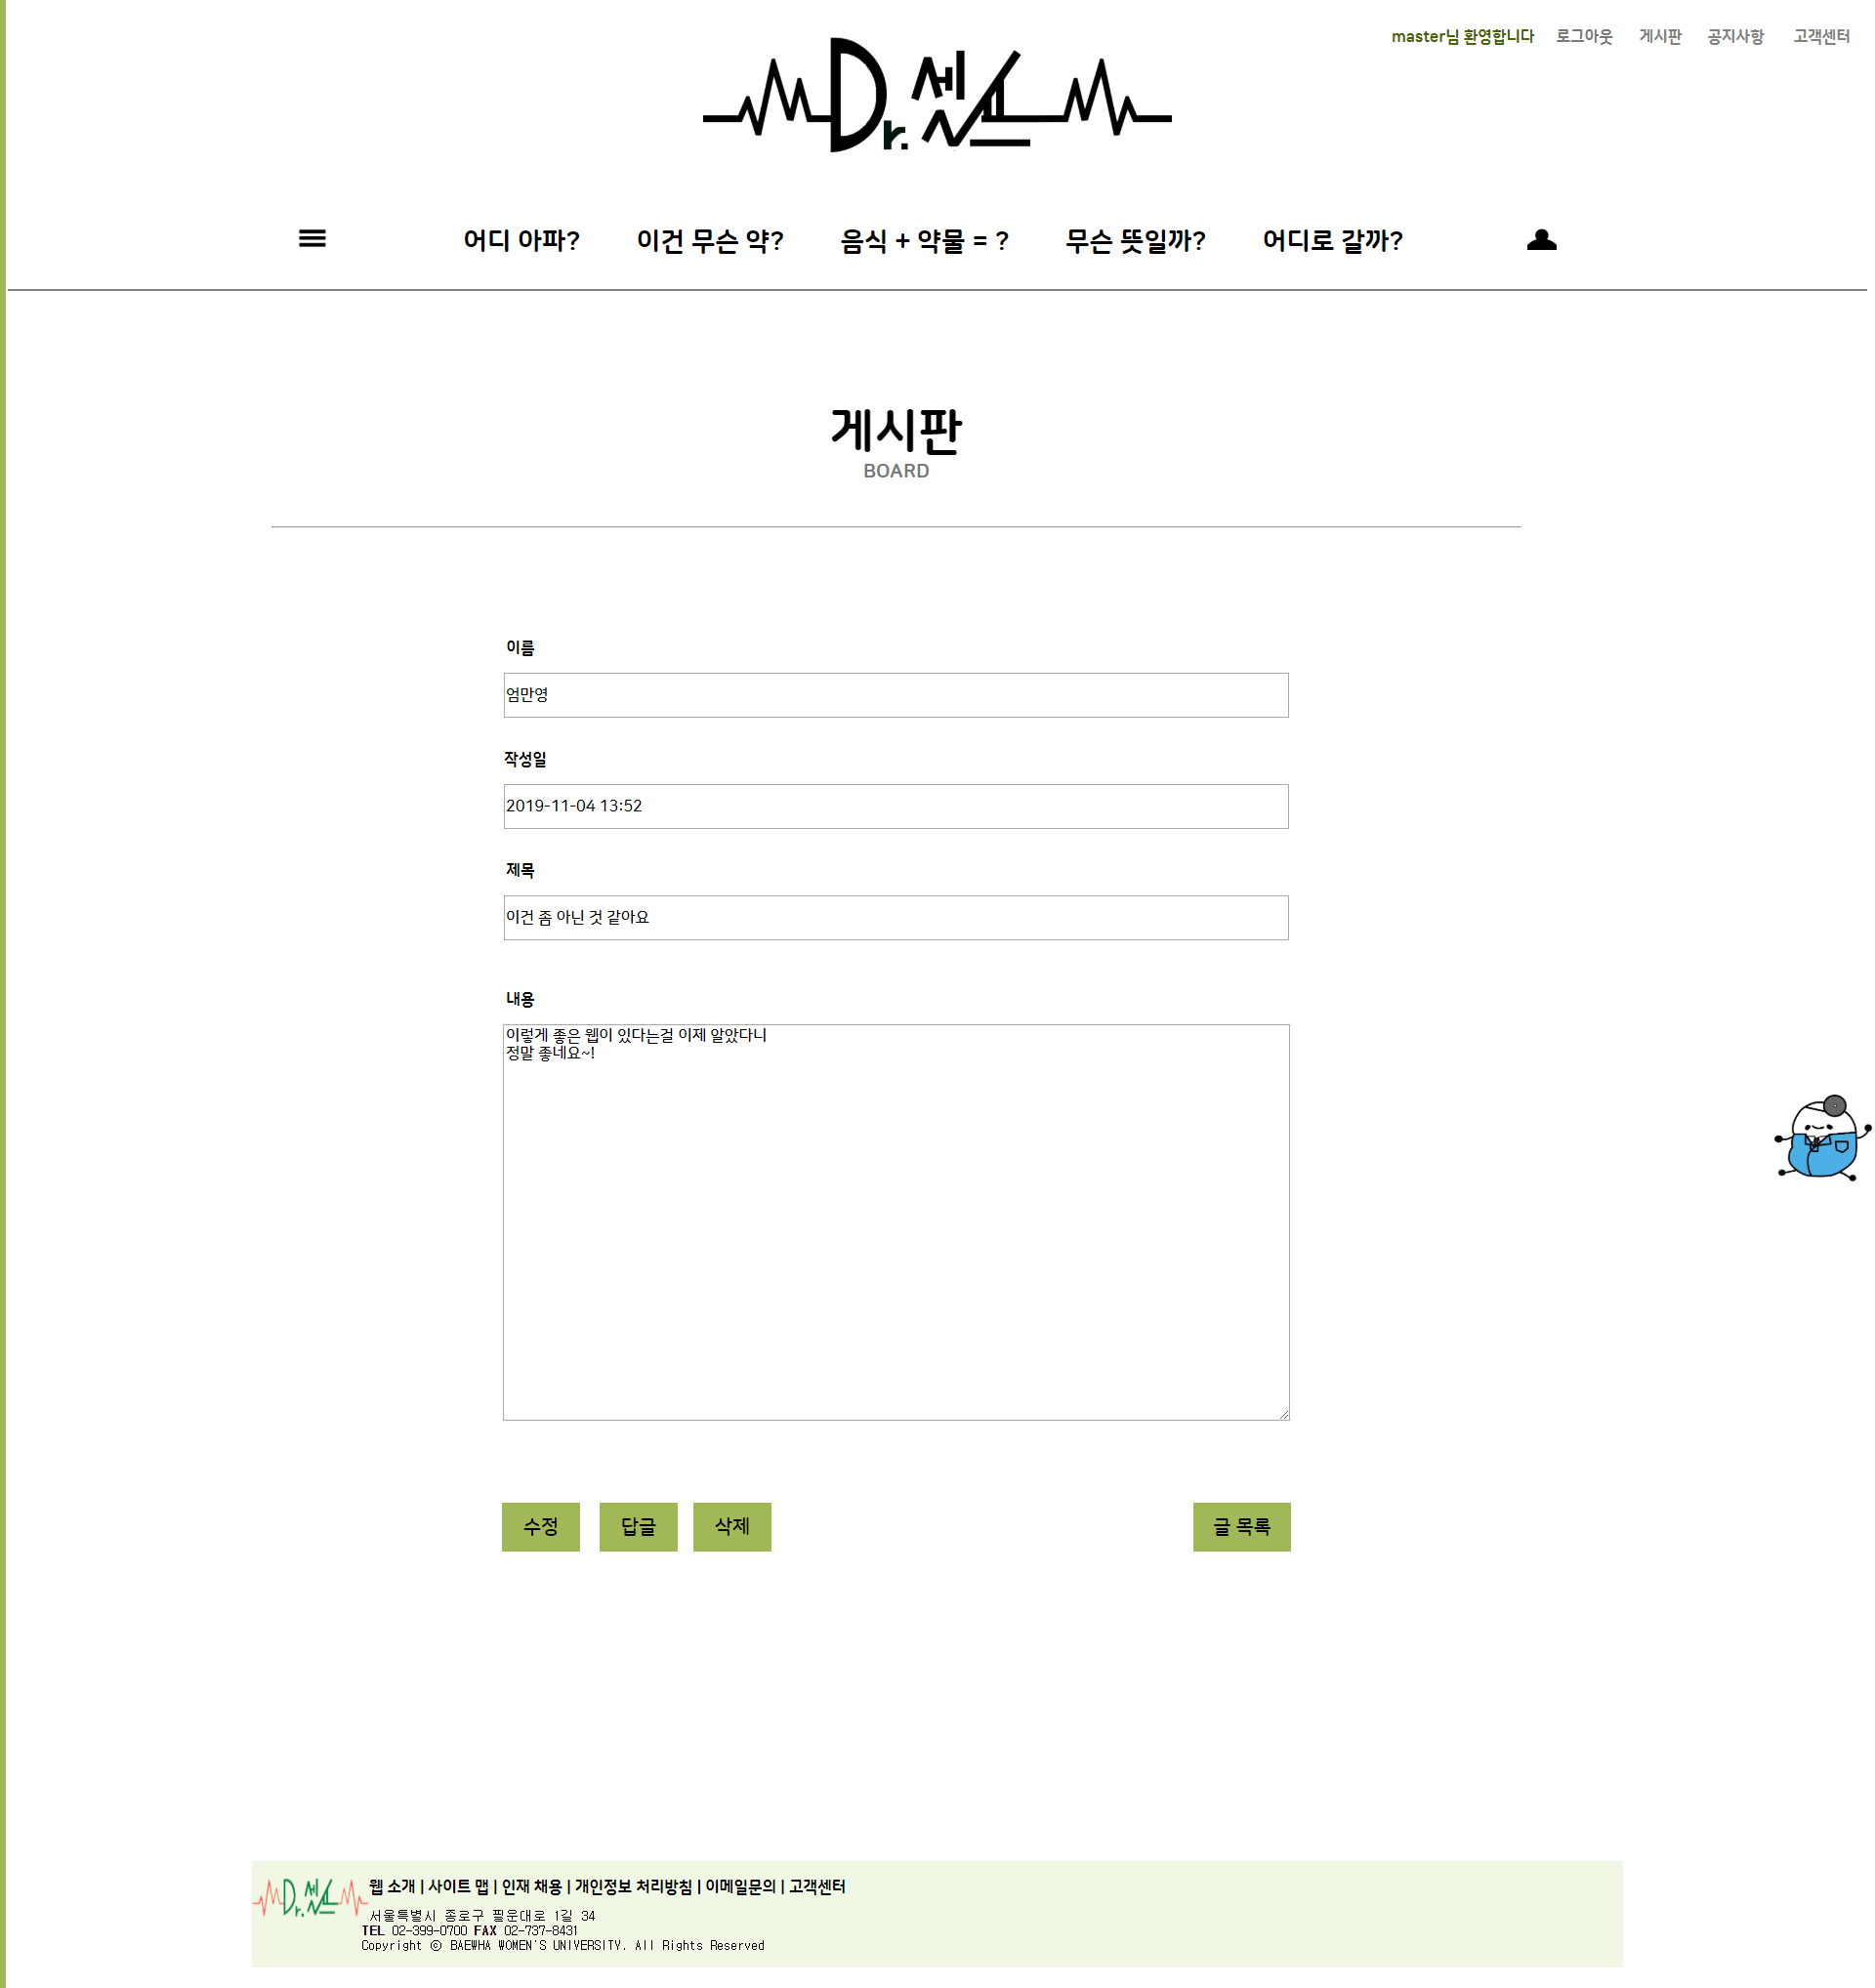 master님 환영합니다 로그아웃 게시판 공지사항 고객센터
Dr. 셀스
어디 아파? 이건 무슨 약? 음식 + 약물 = ? 무슨 뜻일까? 어디로 갈까?
게시판
BOARD
이름
엄만영
작성일
2019-11-04 13:52
제목
이건 좀 아닌 것 같아요
내용
이렇게 좋은 웹이 있다는걸 이제 알았다니
정말 좋네요~!
수정 답글 삭제 글 목록
웹 소개 | 사이트 맵 | 인재 채용 | 개인정보 처리방침 | 이메일문의 | 고객센터
서울특별시 종로구 필운대로 1길 34
TEL 02-399-0700 FAX 02-737-8431
Copyright ⓒ BAEWHA WOMEN'S UNIVERSITY. All Rights Reserved